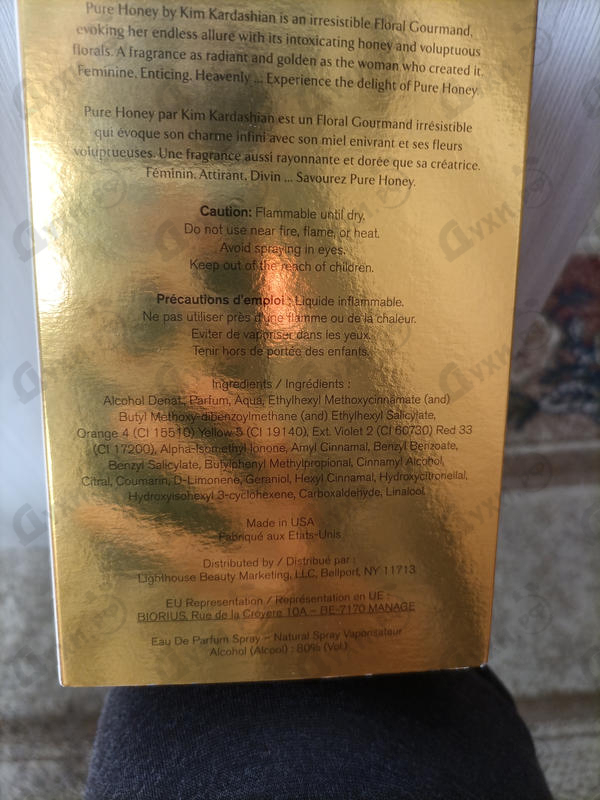 Pure Honey by Kim Kardashian is an irresistible Floral Gourmand,
evoking her endless allure with its intoxicating honey and voluptuous
florals. A fragrance as radiant and golden as the woman who created it.
Feminine, Enticing, Heavenly ... Experience the delight of Pure Honey.
Pure Honey par Kim Kardashian est un Floral Gourmand irrésistible
qui évoque son charme infini avec son miel enivrant et ses fleurs
voluptueuses. Une fragrance aussi rayonnante et dorée que sa créatrice.
Féminin, Attirant, Divin ... Savourez Pure Honey.
Caution: Flammable until dry.
Do not use near fire, flame, or heat.
Avoid spraying in eyes.
Keep out of the reach of children.
Précautions d'emploi : Liquide inflammable.
Ne pas utiliser près d'une flamme ou de la chaleur.
Eviter de vaporiser dans les yeux.
Tenir hors de portée des enfants.
Ingredients / Ingrédients :
Alcohol Denat., Parfum, Aqua, Ethylhexyl Methoxycinnamate (and)
Butyl Methoxy-dibenzoylmethane (and) Ethylhexyl Salicylate,
Orange 4 (CI 15510) Yellow 5 (CI 19140), Ext. Violet 2 (CI 60730) Red 33
(CI 17200), Alpha-Isomethyl Ionone, Amyl Cinnamal, Benzyl Benzoate,
Benzyl Salicylate, Butylphenyl Methylpropional, Cinnamyl Alcohol,
Citral, Coumarin, D-Limonene, Geraniol, Hexyl Cinnamal, Hydroxycitronellal,
Hydroxyisohexyl 3-cyclohexene, Carboxaldehyde, Linalool.
Made in USA
Fabriqué aux Etats-Unis
Distributed by / Distribué par :
Lighthouse Beauty Marketing, LLC, Bellport, NY 11713
EU Representation / Représentation en UE :
BIORIUS, Rue de la Croyere 10A – BE-7170 MANAGE
Eau De Parfum Spray – Natural Spray Vaporisateur
Alcohol (Alcool) : 80% (Vol.)